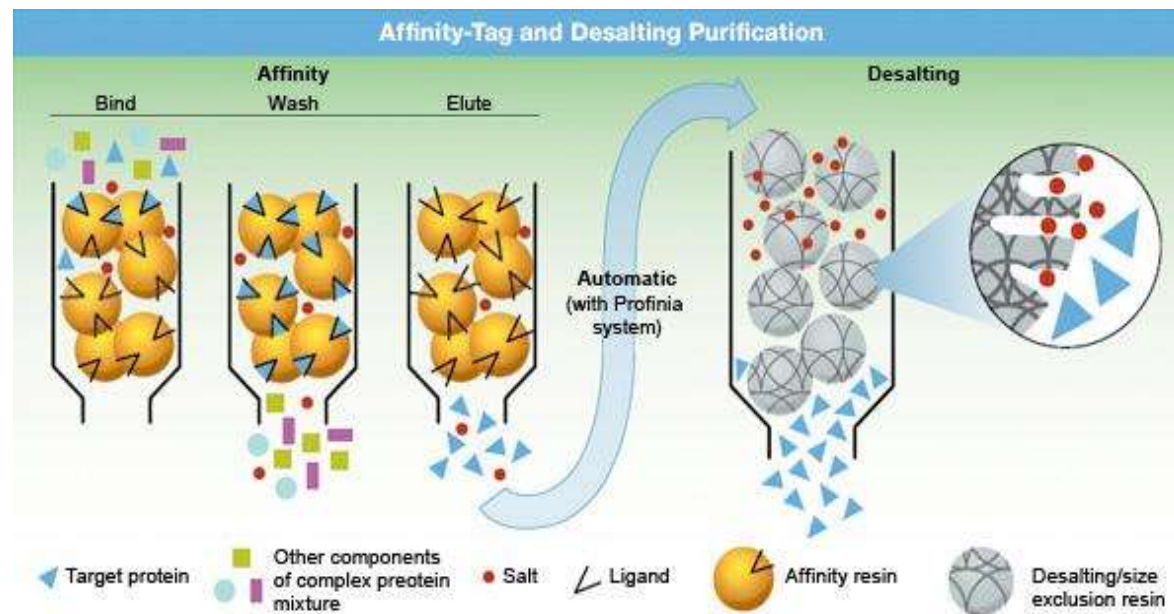 Affinity-Tag and Desalting Purification
Affinity
Desalting
Bind
Wash
Elute
Automatic
(with Profinia
system)
Target protein
Other components
of complex preotein
mixture
Salt
Ligand
Affinity resin
Desalting/size
exclusion resin